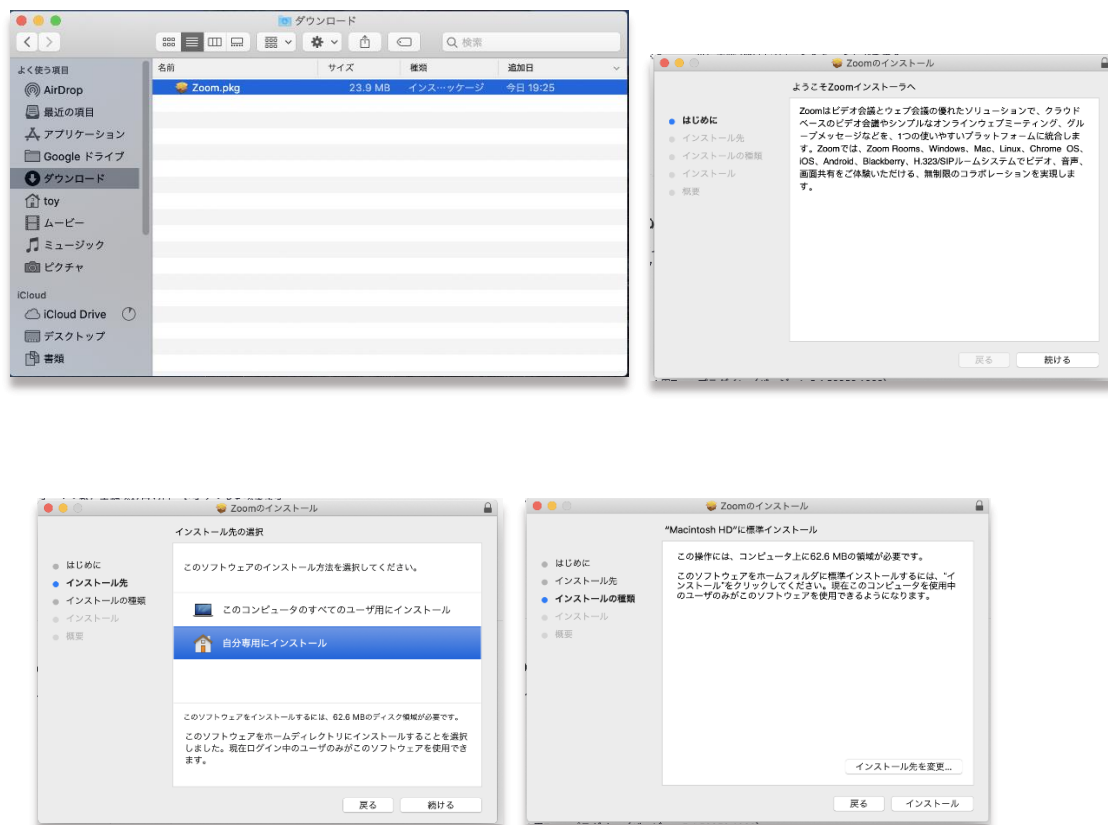 ダウンロード
検索
よく使う項目
AirDrop
最近の項目
アプリケーション
Google ドライブ
ダウンロード
toy
ムービー
ミュージック
ピクチャ
iCloud
iCloud Drive
デスクトップ
書類
名前 サイズ 種類 追加日
Zoom.pkg 23.9 MB インス…ッケージ 今日 19:25
Zoomのインストール
ようこそZoomインストーラへ
はじめに
インストール先
インストールの種類
インストール
概要
Zoomはビデオ会議とウェブ会議の優れたソリューションで、クラウド
ベースのビデオ会議やシンプルなオンラインウェブミーティング、グル
ープメッセージなどを、1つの使いやすいプラットフォームに統合しま
す。Zoomでは、Zoom Rooms、Windows、Mac、Linux、Chrome OS、
iOS、Android、Blackberry、H.323/SIPルームシステムでビデオ、音声、
画面共有をご体験いただける、無制限のコラボレーションを実現しま
す。
戻る 続ける
Zoomのインストール
インストール先の選択
はじめに
インストール先
インストールの種類
インストール
概要
このソフトウェアのインストール方法を選択してください。
このコンピュータのすべてのユーザ用にインストール
自分専用にインストール
このソフトウェアをインストールするには、62.6 MBのディスク領域が必要です。
このソフトウェアをホームディレクトリにインストールすることを選択
しました。現在ログイン中のユーザのみがこのソフトウェアを使用でき
ます。
戻る 続ける
Zoomのインストール
“Macintosh HD”に標準インストール
はじめに
インストール先
インストールの種類
インストール
概要
この操作には、コンピュータ上に62.6 MBの領域が必要です。
このソフトウェアをホームフォルダに標準インストールするには、“イ
ンストール”をクリックしてください。現在このコンピュータを使用中
のユーザのみがこのソフトウェアを使用できるようになります。
インストール先を変更...
戻る インストール